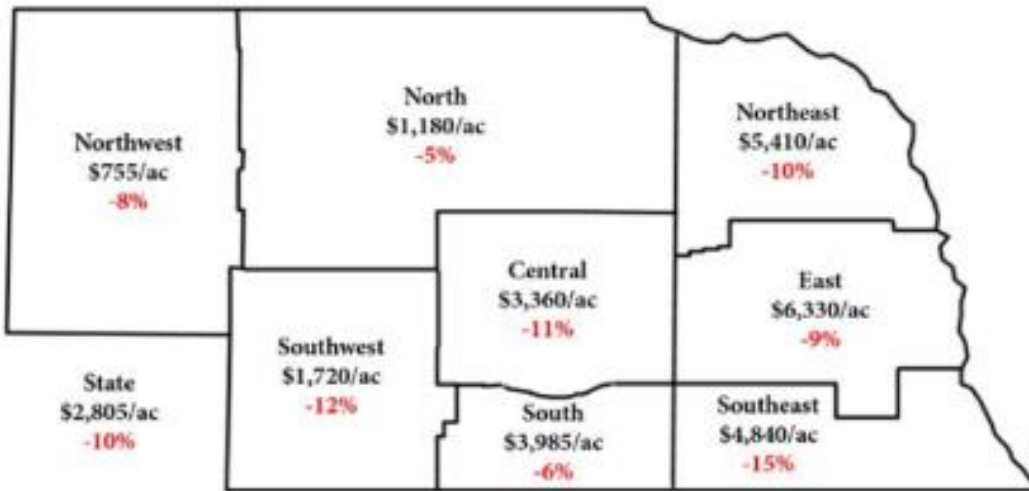 Northwest
$755/ac
-8%
North
$1,180/ac
-5%
Northeast
$5,410/ac
-10%
Central
$3,360/ac
-11%
East
$6,330/ac
-9%
Southwest
$1,720/ac
-12%
State
$2,805/ac
-10%
South
$3,985/ac
-6%
Southeast
$4,840/ac
-15%